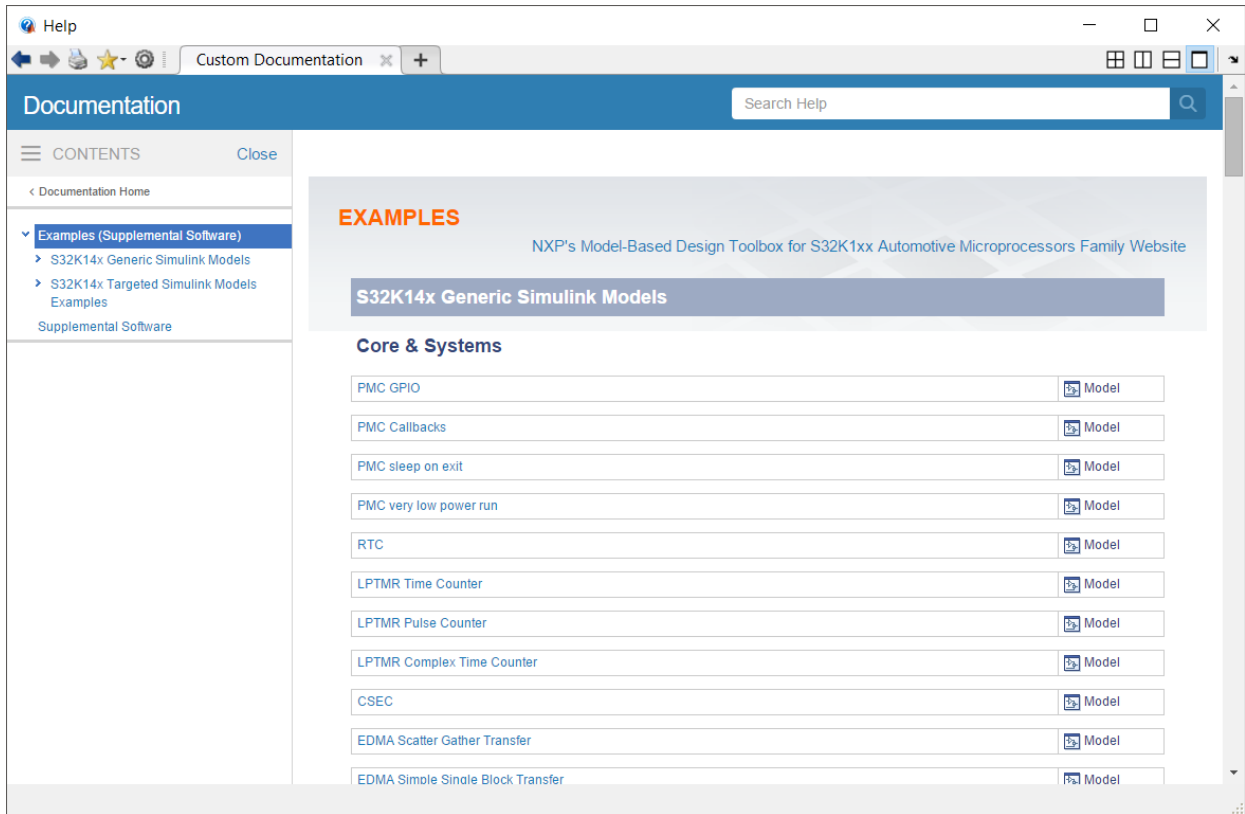 Help
Custom Documentation
Documentation
Search Help
CONTENTS Close
< Documentation Home
Examples (Supplemental Software)
S32K14x Generic Simulink Models
S32K14x Targeted Simulink Models
Examples
Supplemental Software
EXAMPLES
NXP's Model-Based Design Toolbox for S32K1xx Automotive Microprocessors Family Website
S32K14x Generic Simulink Models
Core & Systems
PMC GPIO Model
PMC Callbacks Model
PMC sleep on exit Model
PMC very low power run Model
RTC Model
LPTMR Time Counter Model
LPTMR Pulse Counter Model
LPTMR Complex Time Counter Model
CSEC Model
EDMA Scatter Gather Transfer Model
EDMA Simple Single Block Transfer Model